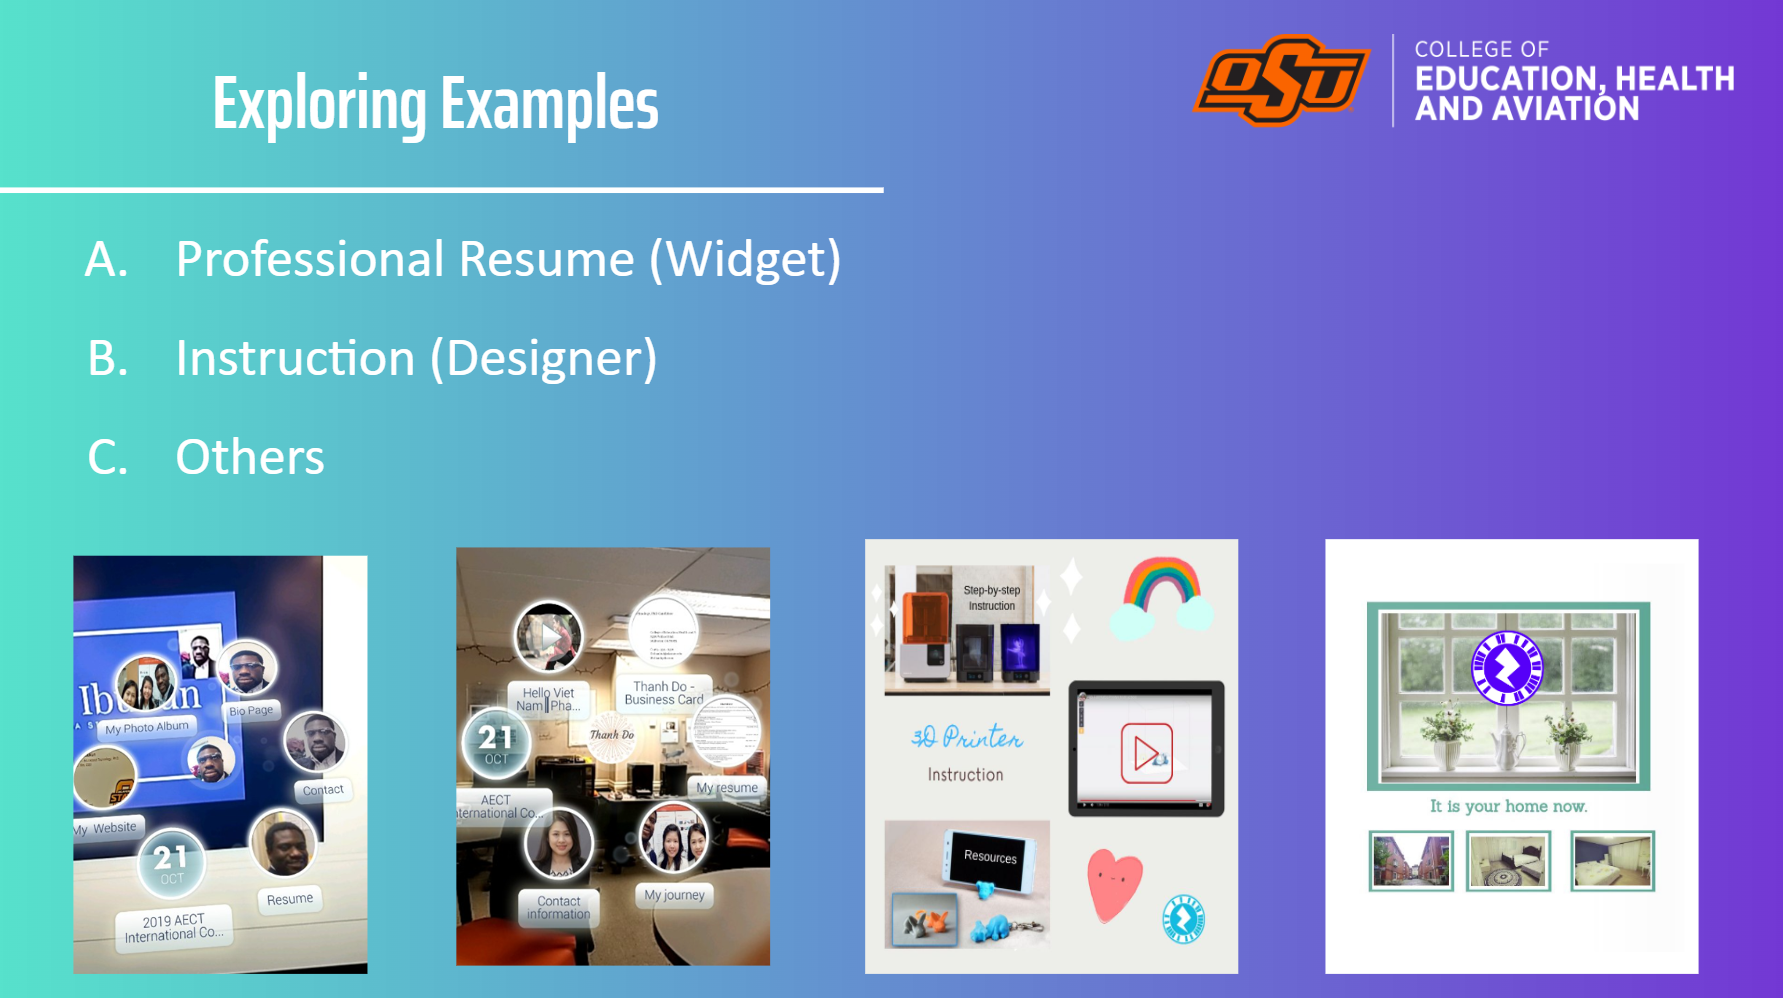 Exploring Examples
OSU
COLLEGE OF
EDUCATION, HEALTH
AND AVIATION
A. Professional Resume (Widget)
B. Instruction (Designer)
C. Others
My Photo Album
Bio Page
Contact
My Website
21
OCT
Resume
2019 AECT
International Co...
Hello Viet
Nam Pha...
Thanh Do -
Business Card
21
OCT
Thanh Do
My resume
AECT
International Co...
Contact
information
My journey
Step-by-step
Instruction
3D Printer
Instruction
Resources
It is your home now.